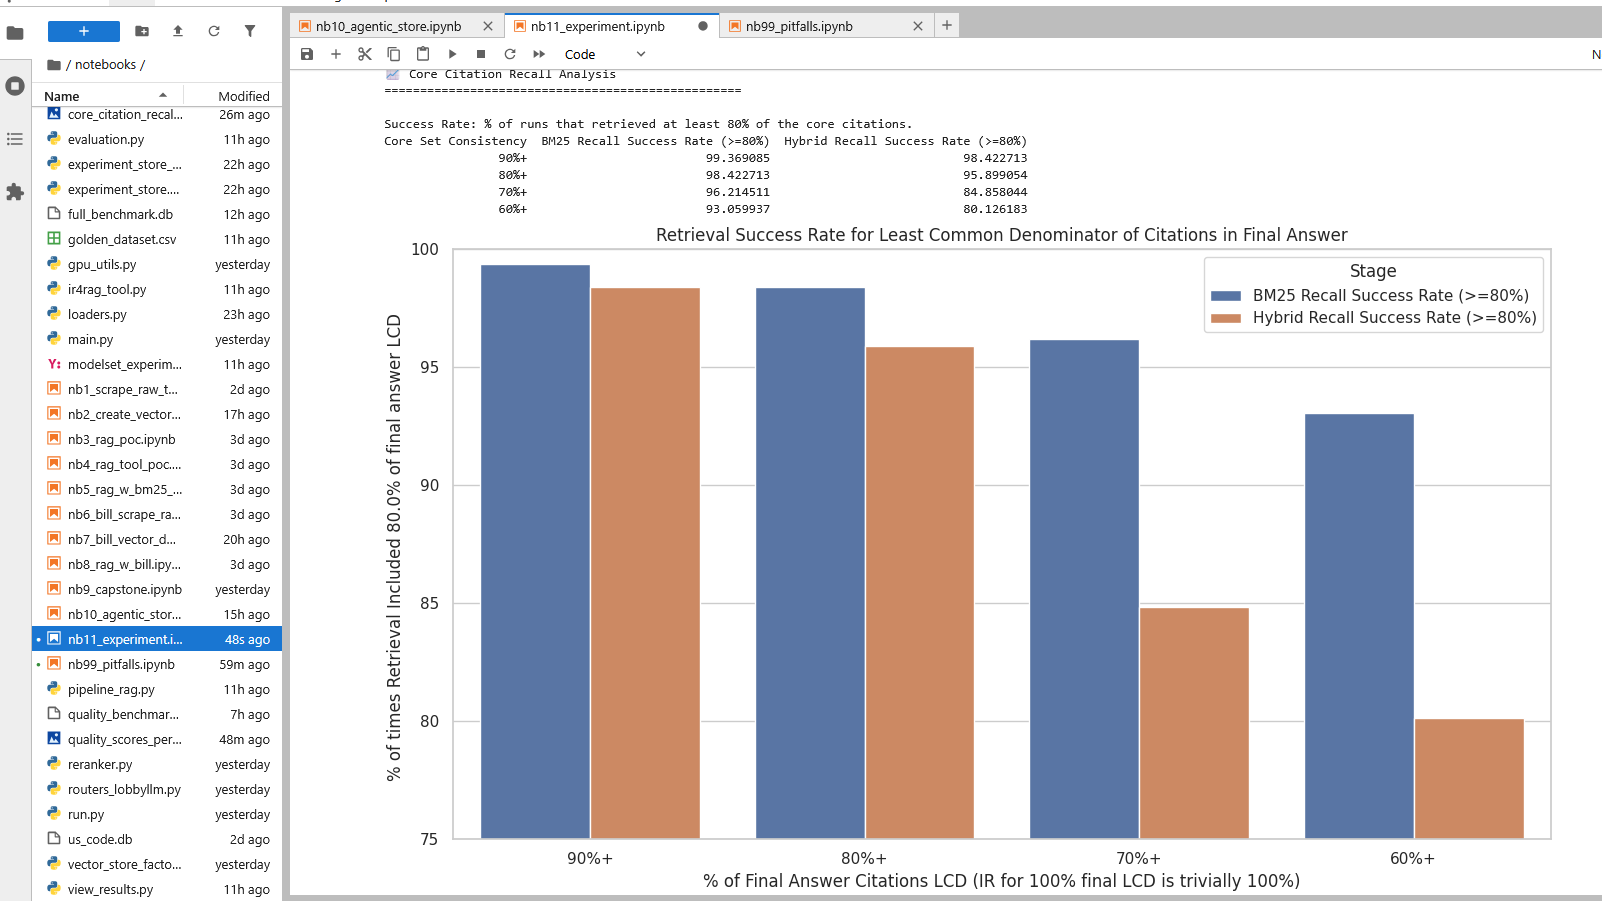 nb10_agentic_store.ipynb
nb11_experiment.ipynb
nb99_pitfalls.ipynb
Code
N
/ notebooks /
Name Modified
core_citation_recal... 26m ago
evaluation.py 11h ago
experiment_store_... 22h ago
experiment_store.... 22h ago
full_benchmark.db 12h ago
golden_dataset.csv 11h ago
gpu_utils.py yesterday
ir4rag_tool.py 11h ago
loaders.py 23h ago
main.py yesterday
modelset_experim... 11h ago
nb1_scrape_raw_t... 2d ago
nb2_create_vector... 17h ago
nb3_rag_poc.ipynb 3d ago
nb4_rag_tool_poc.... 3d ago
nb5_rag_w_bm25_... 3d ago
nb6_bill_scrape_ra... 3d ago
nb7_bill_vector_d... 20h ago
nb8_rag_w_bill.ipy... 3d ago
nb9_capstone.ipynb yesterday
nb10_agentic_stor... 15h ago
nb11_experiment.i... 48s ago
nb99_pitfalls.ipynb 59m ago
pipeline_rag.py 11h ago
quality_benchmar... 7h ago
quality_scores_per... 48m ago
reranker.py yesterday
routers_lobbyllm.py yesterday
run.py yesterday
us_code.db 2d ago
vector_store_facto... yesterday
view_results.py 11h ago
Core Citation Recall Analysis
==================================================
Success Rate: % of runs that retrieved at least 80% of the core citations.
Core Set Consistency BM25 Recall Success Rate (>=80%) Hybrid Recall Success Rate (>=80%)
90%+ 99.369085 98.422713
80%+ 98.422713 95.899054
70%+ 96.214511 84.858044
60%+ 93.059937 80.126183
Retrieval Success Rate for Least Common Denominator of Citations in Final Answer
Stage
BM25 Recall Success Rate (>=80%)
Hybrid Recall Success Rate (>=80%)
% of times Retrieval Included 80.0% of final answer LCD
100
95
90
85
80
75
90%+ 80%+ 70%+ 60%+
% of Final Answer Citations LCD (IR for 100% final LCD is trivially 100%)